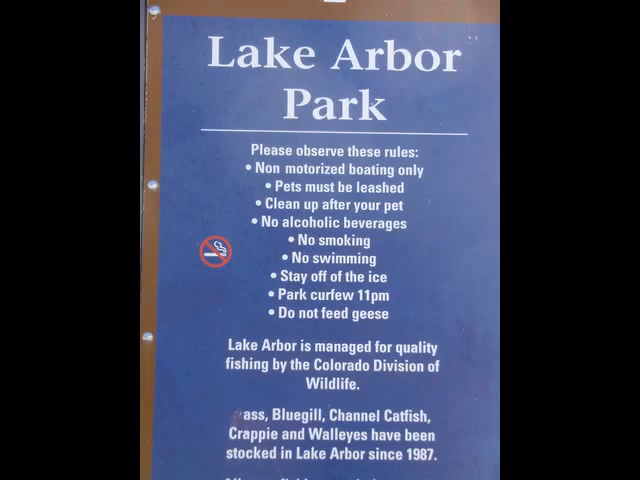 Lake Arbor
Park
Please observe these rules:
• Non motorized boating only
• Pets must be leashed
• Clean up after your pet
• No alcoholic beverages
• No smoking
• No swimming
• Stay off of the ice
• Park curfew 11pm
• Do not feed geese
Lake Arbor is managed for quality
fishing by the Colorado Division of
Wildlife.
ass, Bluegill, Channel Catfish,
Crappie and Walleyes have been
stocked in Lake Arbor since 1987.